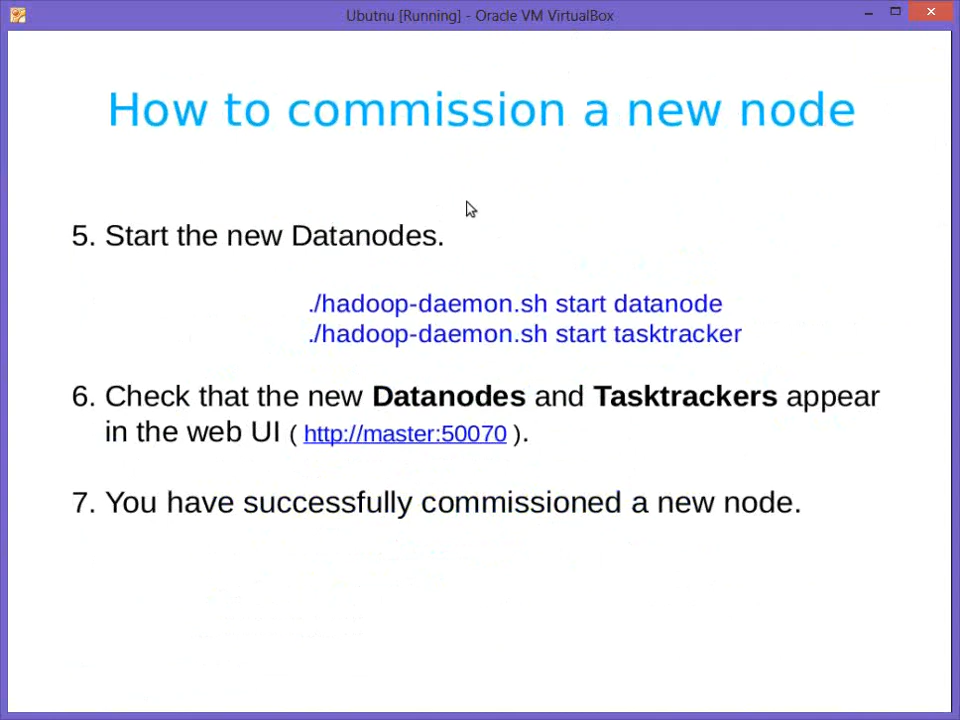 Ubutnu [Running] - Oracle VM VirtualBox
How to commission a new node
5. Start the new Datanodes.
./hadoop-daemon.sh start datanode
./hadoop-daemon.sh start tasktracker
6. Check that the new Datanodes and Tasktrackers appear
in the web UI ( http://master:50070 ).
7. You have successfully commissioned a new node.